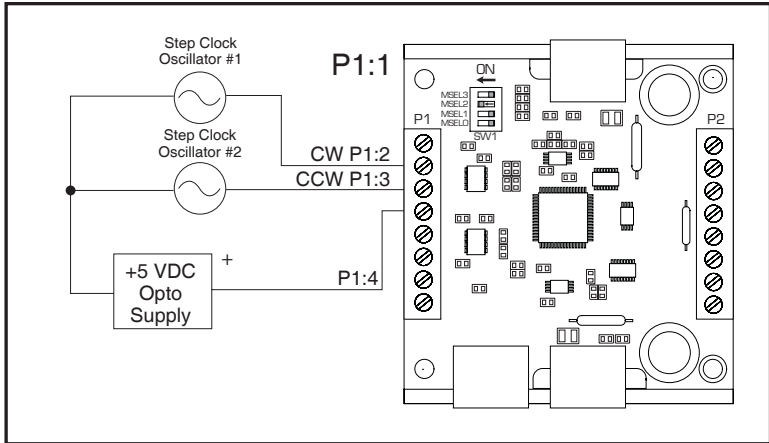 Step Clock
Oscillator #1
P1:1
ON
MSEL3
MSEL2
MSEL1
MSEL0
SW1
P1
P2
Step Clock
Oscillator #2
CW P1:2
CCW P1:3
+5 VDC
Opto
Supply
+
P1:4